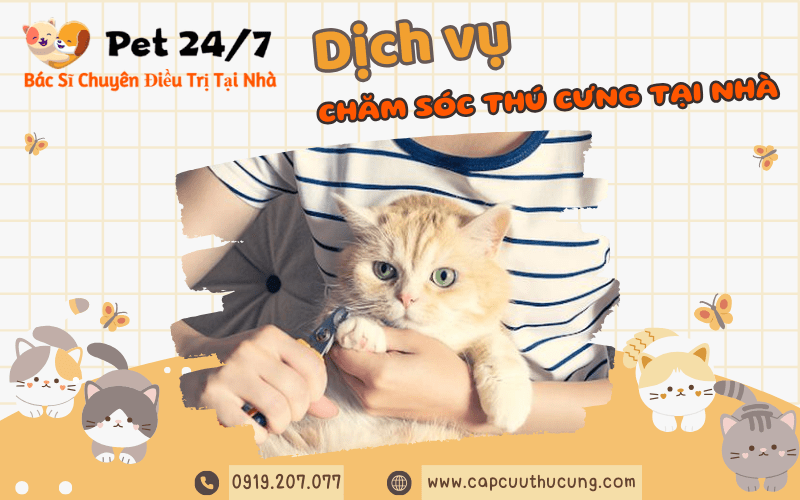 Pet 24/7
Bác Sĩ Chuyên Điều Trị Tại Nhà
Dịch vụ
CHĂM SÓC THÚ CƯNG TẠI NHÀ
0919.207.077
www.capcuuthucung.com